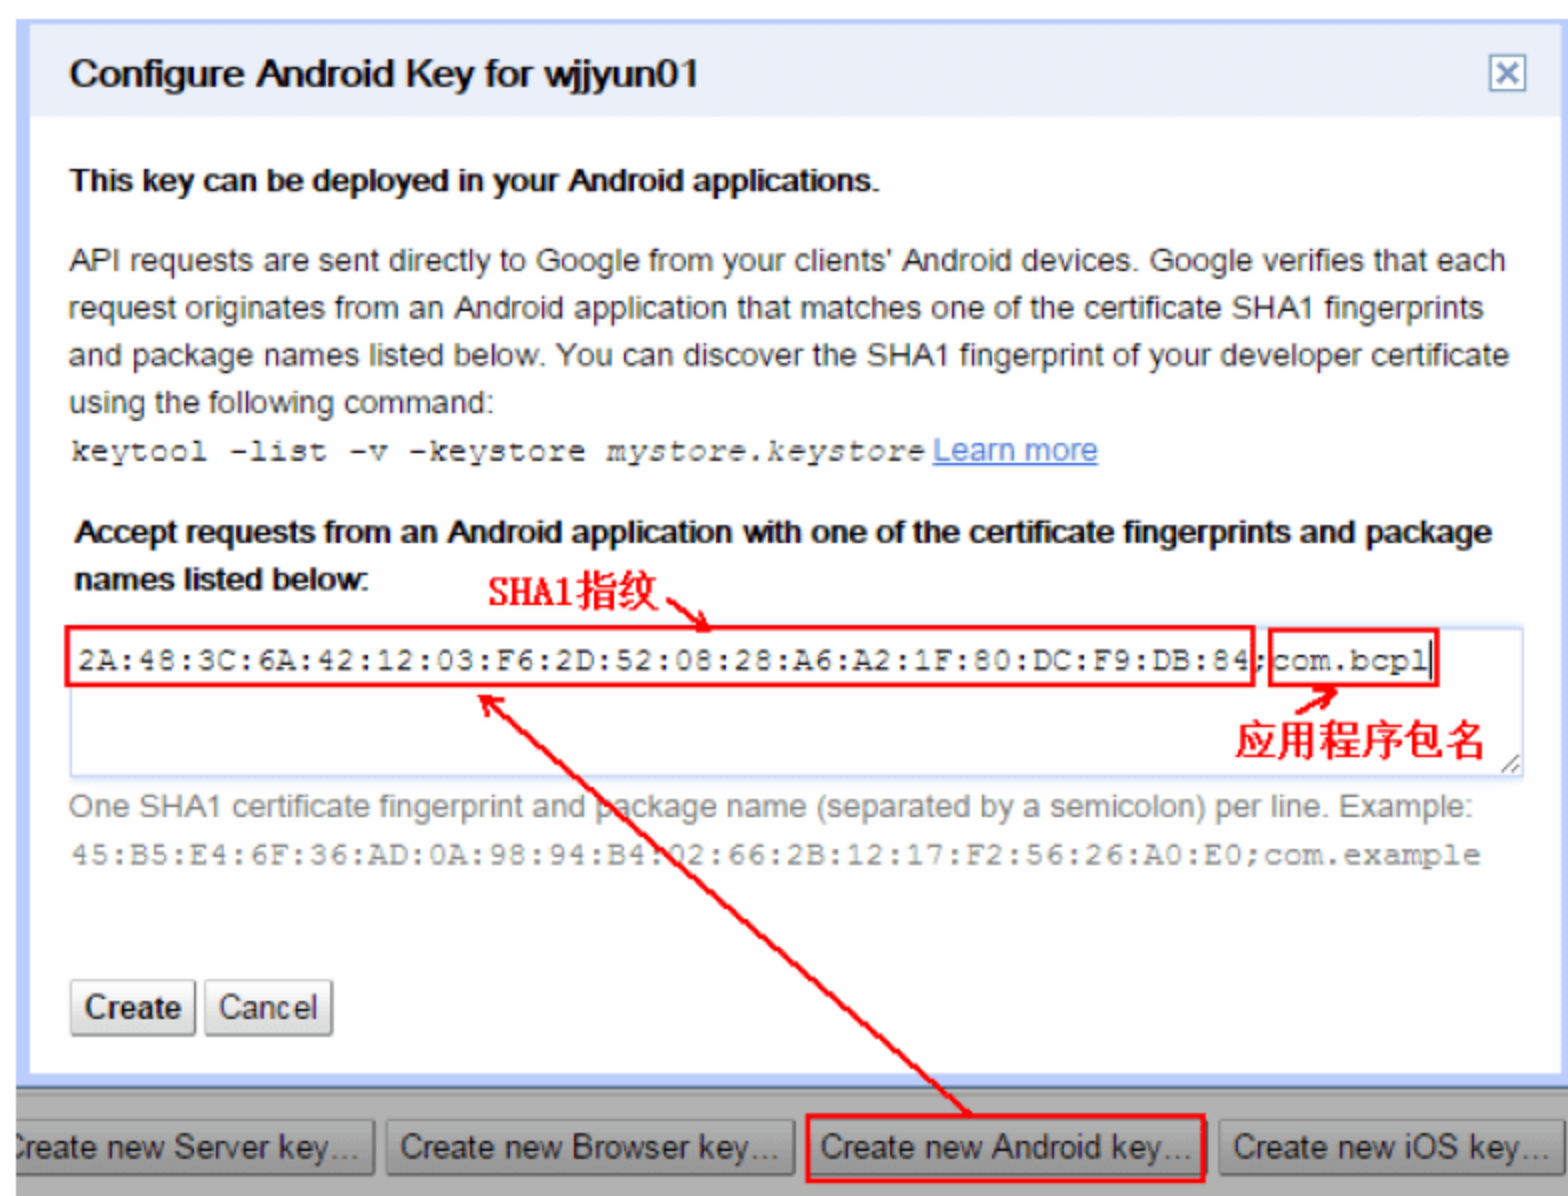 Configure Android Key for wjjyun01
This key can be deployed in your Android applications.
API requests are sent directly to Google from your clients' Android devices. Google verifies that each
request originates from an Android application that matches one of the certificate SHA1 fingerprints
and package names listed below. You can discover the SHA1 fingerprint of your developer certificate
using the following command:
keytool -list -v -keystore mystore.keystore Learn more
Accept requests from an Android application with one of the certificate fingerprints and package
names listed below:
SHA1指纹
2A:48:3C:6A:42:12:03:F6:2D:52:08:28:A6:A2:1F:80:DC:F9:DB:84;com.bcpl
应用程序包名
One SHA1 certificate fingerprint and package name (separated by a semicolon) per line. Example:
45:B5:E4:6F:36:AD:0A:98:94:B4:02:66:2B:12:17:F2:56:26:A0:E0;com.example
Create Cancel
Create new Server key... Create new Browser key... Create new Android key... Create new iOS key...